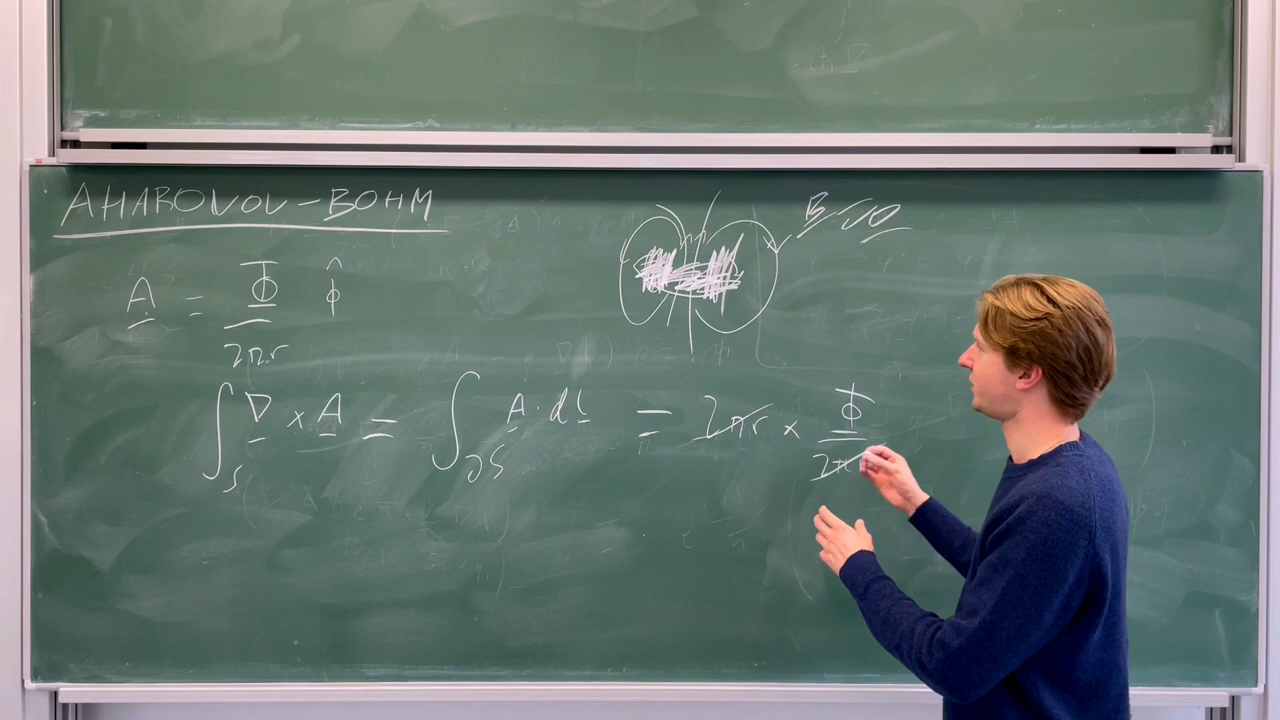 AHARONOV-BOHM
B=0
A = Φ/2πr φ̂
∫_S ∇ × A = ∫_∂S A · dl = 2πr × Φ/2πr